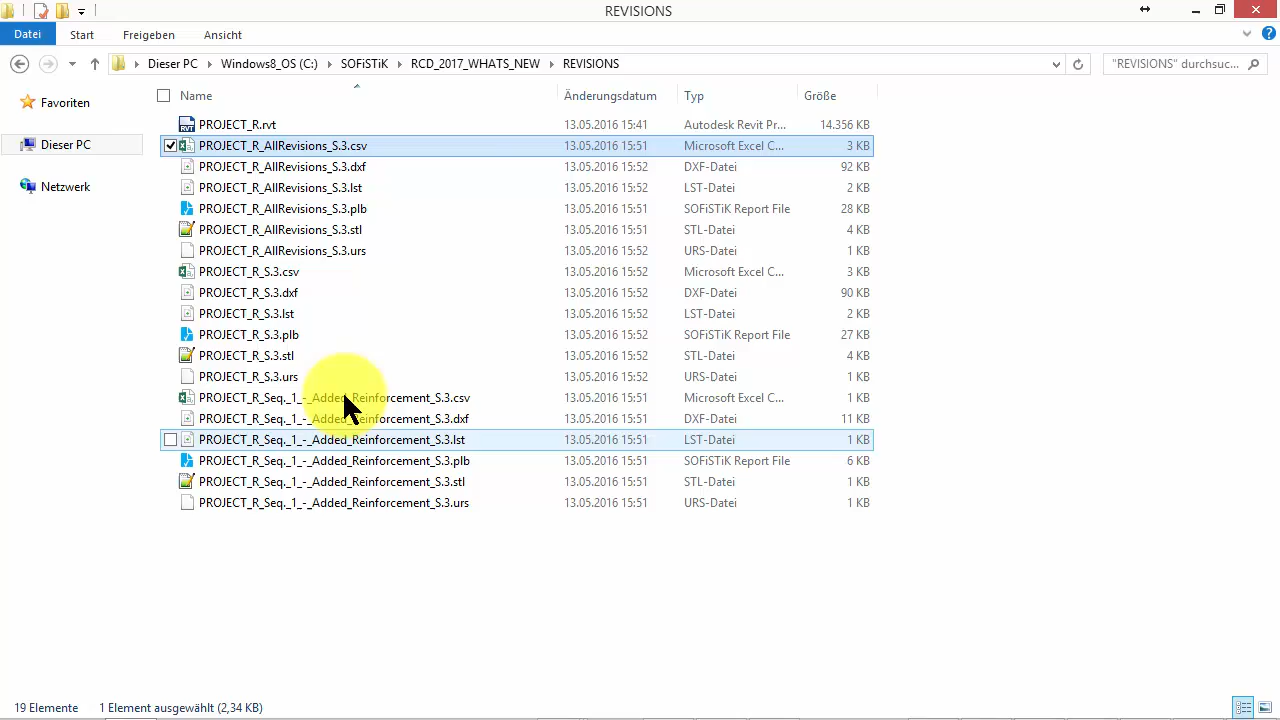 REVISIONS
Datei Start Freigeben Ansicht
Dieser PC Windows8_OS (C:) SOFiSTiK RCD_2017_WHATS_NEW REVISIONS "REVISIONS" durchsuc...
Favoriten
Dieser PC
Netzwerk
Name Änderungsdatum Typ Größe
PROJECT_R.rvt 13.05.2016 15:41 Autodesk Revit Pr... 14.356 KB
PROJECT_R_AllRevisions_S.3.csv 13.05.2016 15:51 Microsoft Excel C... 3 KB
PROJECT_R_AllRevisions_S.3.dxf 13.05.2016 15:52 DXF-Datei 92 KB
PROJECT_R_AllRevisions_S.3.lst 13.05.2016 15:52 LST-Datei 2 KB
PROJECT_R_AllRevisions_S.3.plb 13.05.2016 15:51 SOFiSTiK Report File 28 KB
PROJECT_R_AllRevisions_S.3.stl 13.05.2016 15:51 STL-Datei 4 KB
PROJECT_R_AllRevisions_S.3.urs 13.05.2016 15:52 URS-Datei 1 KB
PROJECT_R_S.3.csv 13.05.2016 15:52 Microsoft Excel C... 3 KB
PROJECT_R_S.3.dxf 13.05.2016 15:52 DXF-Datei 90 KB
PROJECT_R_S.3.lst 13.05.2016 15:52 LST-Datei 2 KB
PROJECT_R_S.3.plb 13.05.2016 15:52 SOFiSTiK Report File 27 KB
PROJECT_R_S.3.stl 13.05.2016 15:52 STL-Datei 4 KB
PROJECT_R_S.3.urs 13.05.2016 15:52 URS-Datei 1 KB
PROJECT_R_Seq._1_-_Added_Reinforcement_S.3.csv 13.05.2016 15:51 Microsoft Excel C... 1 KB
PROJECT_R_Seq._1_-_Added_Reinforcement_S.3.dxf 13.05.2016 15:51 DXF-Datei 11 KB
PROJECT_R_Seq._1_-_Added_Reinforcement_S.3.lst 13.05.2016 15:51 LST-Datei 1 KB
PROJECT_R_Seq._1_-_Added_Reinforcement_S.3.plb 13.05.2016 15:51 SOFiSTiK Report File 6 KB
PROJECT_R_Seq._1_-_Added_Reinforcement_S.3.stl 13.05.2016 15:51 STL-Datei 1 KB
PROJECT_R_Seq._1_-_Added_Reinforcement_S.3.urs 13.05.2016 15:51 URS-Datei 1 KB
19 Elemente 1 Element ausgewählt (2,34 KB)